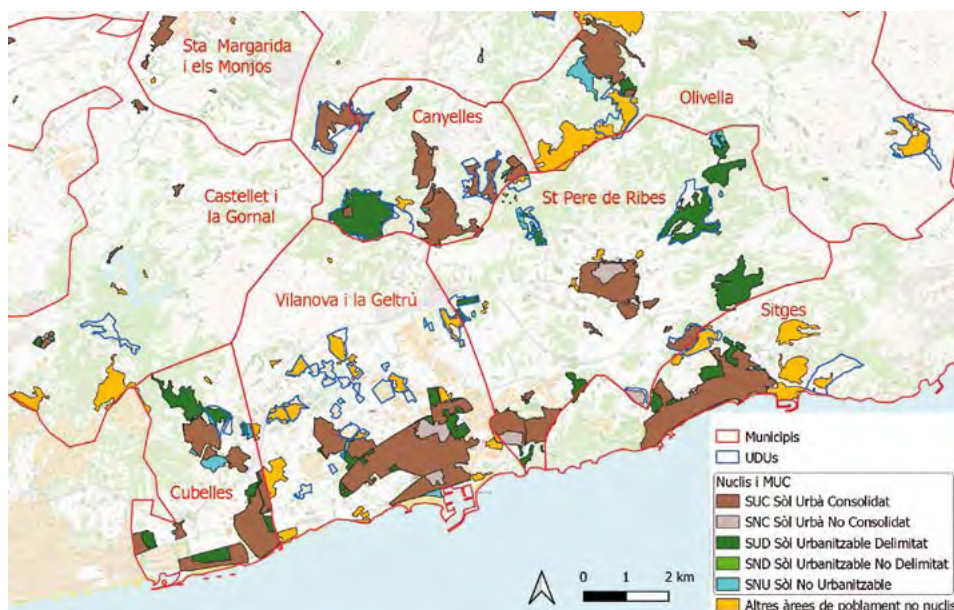 Sta Margarida
i els Monjos
Canyelles
Olivella
Castellet i
la Gornal
St Pere de Ribes
Vilanova i la Geltrú
Sitges
Cubelles
Municipis
UDUs
Nuclis i MUC
SUC Sòl Urbà Consolidat
SNC Sòl Urbà No Consolidat
SUD Sòl Urbanitzable Delimitat
SND Sòl Urbanitzable No Delimitat
SNU Sòl No Urbanitzable
Altres àrees de poblament no nuclis
0 1 2 km